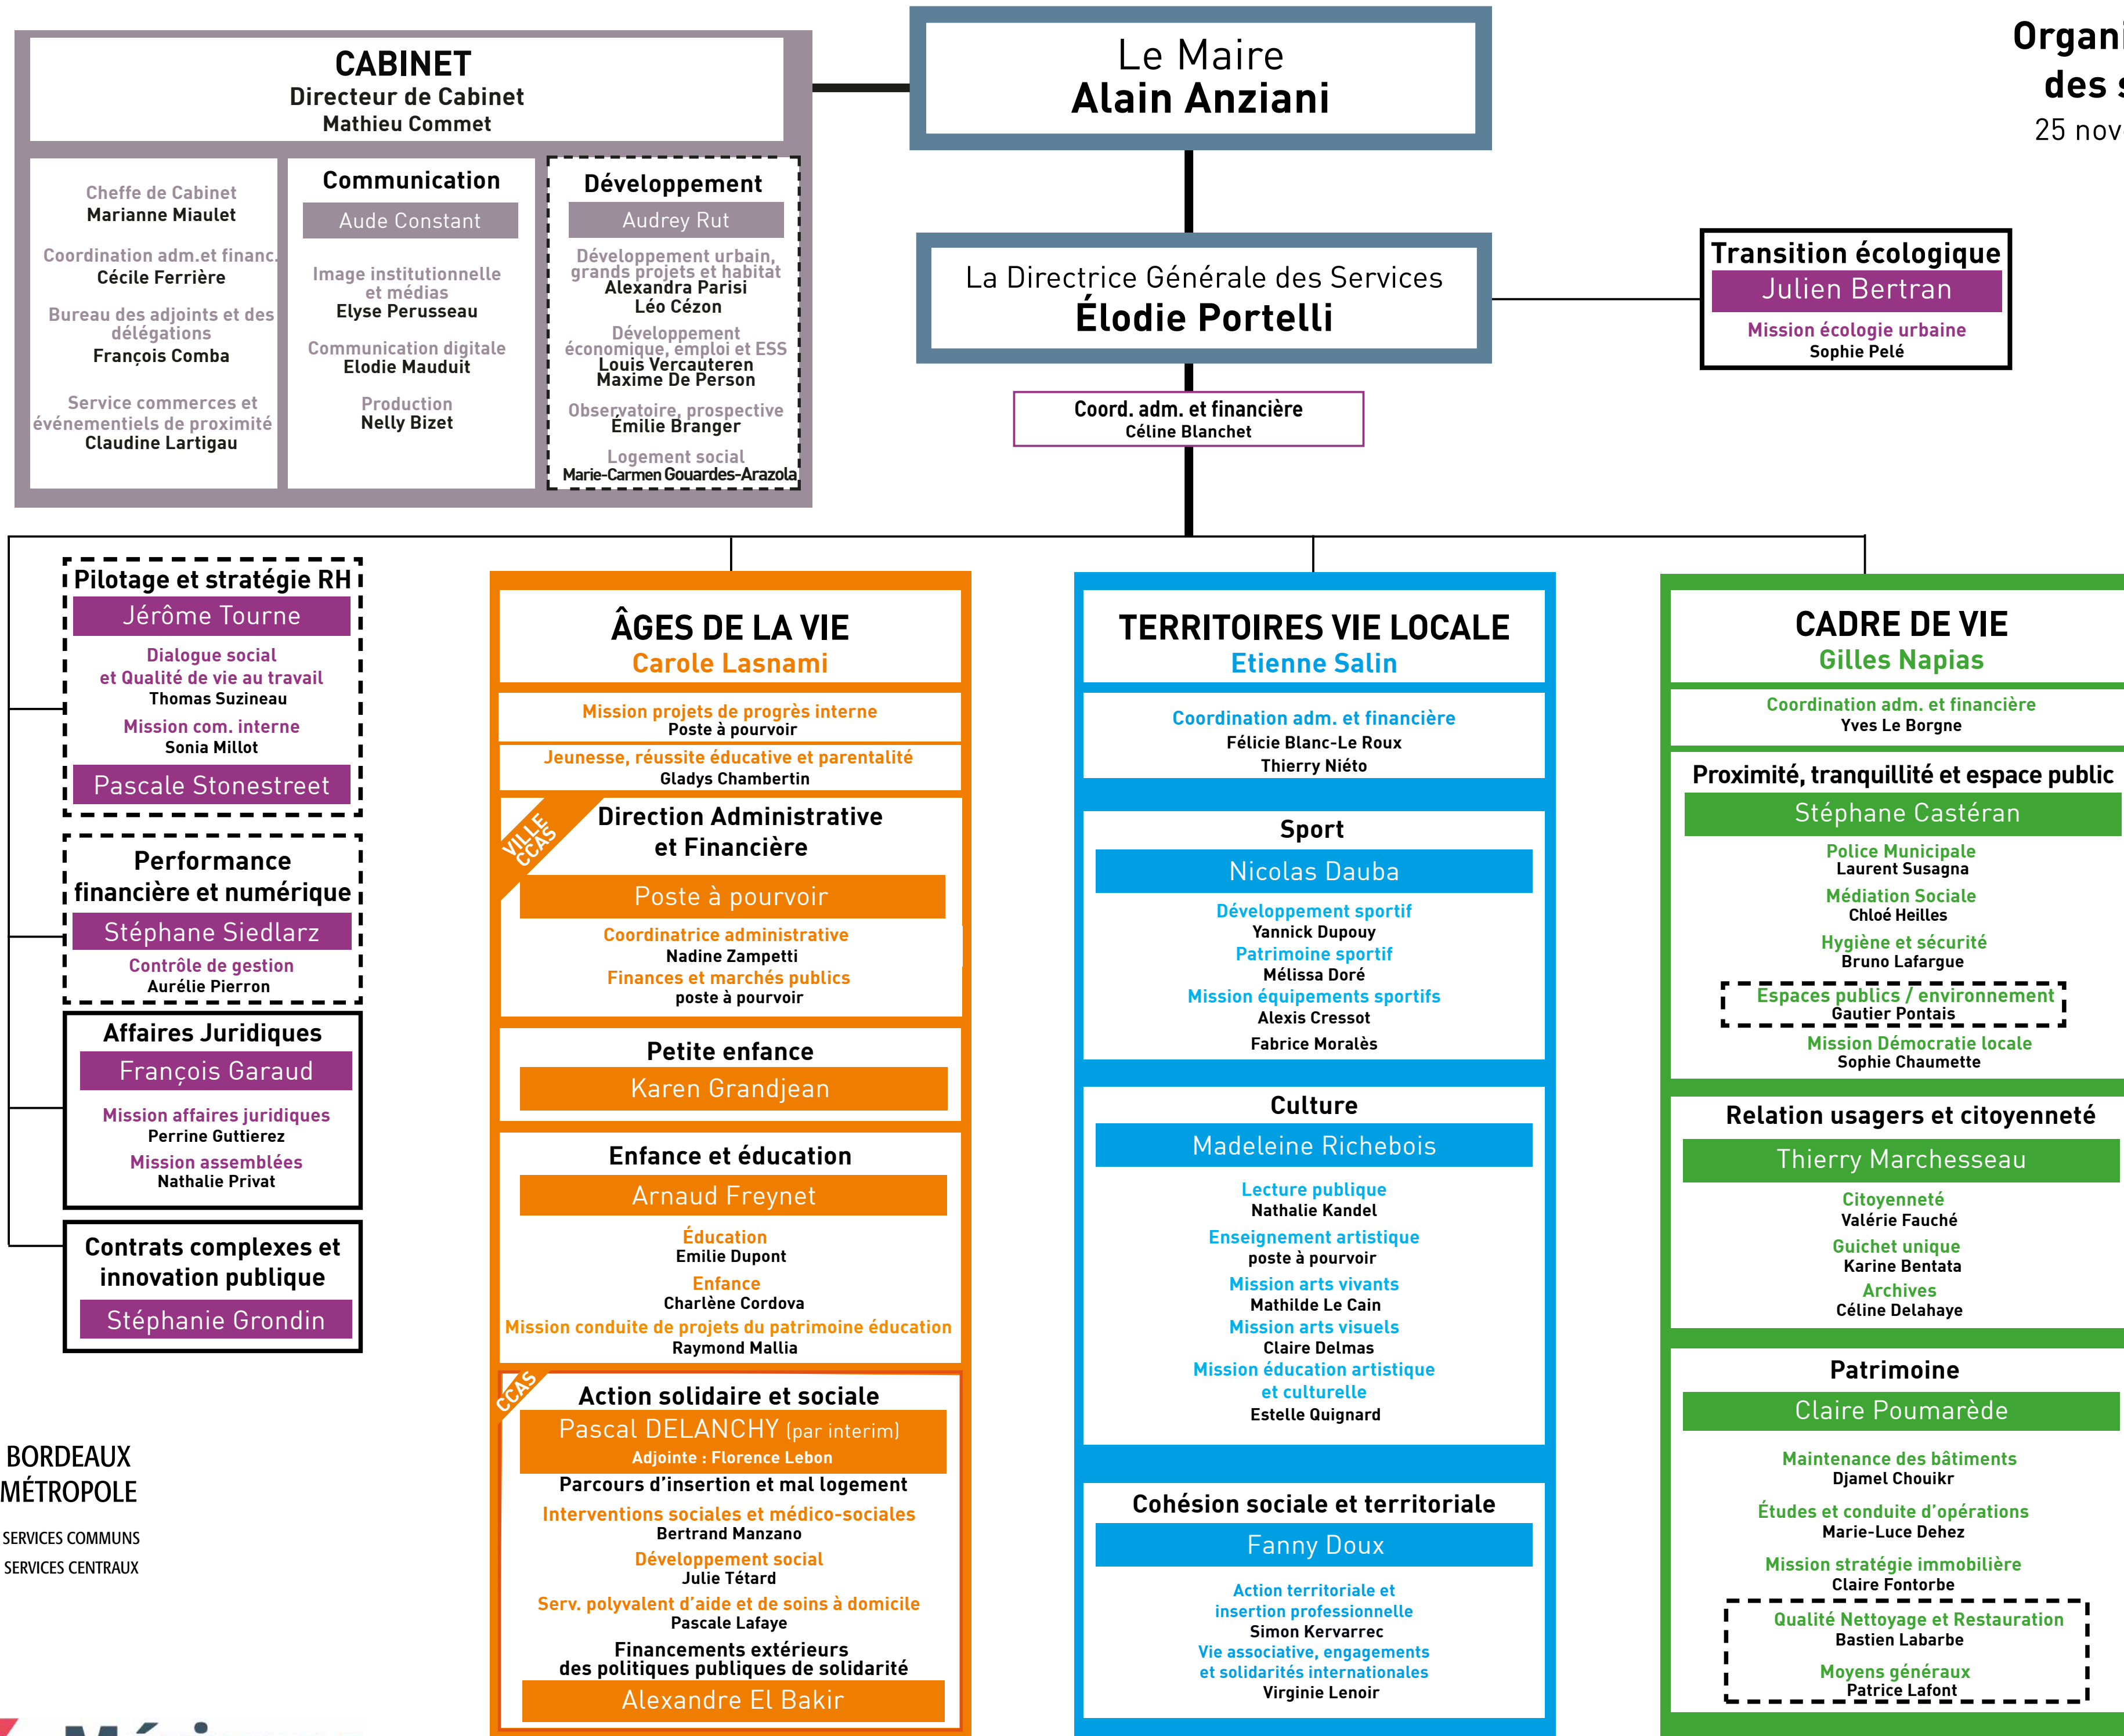 CABINET
Directeur de Cabinet
Mathieu Commet
Cheffe de Cabinet
Marianne Miaulet
Coordination adm.et financ.
Cécile Ferrière
Bureau des adjoints et des
délégations
François Comba
Service commerces et
événementiels de proximité
Claudine Lartigau
Communication
Aude Constant
Image institutionnelle
et médias
Elyse Perusseau
Communication digitale
Elodie Mauduit
Production
Nelly Bizet
Développement
Audrey Rut
Développement urbain,
grands projets et habitat
Alexandra Parisi
Léo Cézon
Développement
économique, emploi et ESS
Louis Vercauteren
Maxime De Person
Observatoire, prospective
Émilie Branger
Logement social
Marie-Carmen Gouardes-Arazola
Le Maire
Alain Anziani
La Directrice Générale des Services
Élodie Portelli
Coord. adm. et financière
Céline Blanchet
des
25
Transition écologique
Julien Bertran
Mission écologie urbaine
Sophie Pelé
Pilotage et stratégie RH
Jérôme Tourne
Dialogue social
et Qualité de vie au travail
Thomas Suzineau
Mission com. interne
Sonia Millot
Pascale Stonestreet
Performance
financière et numérique
Stéphane Siedlarz
Contrôle de gestion
Aurélie Pierron
Affaires Juridiques
François Garaud
Mission affaires juridiques
Perrine Guttierez
Mission assemblées
Nathalie Privat
Contrats complexes et
innovation publique
Stéphanie Grondin
BORDEAUX
MÉTROPOLE
SERVICES COMMUNS
SERVICES CENTRAUX
ÂGES DE LA VIE
Carole Lasnami
Mission projets de progrès interne
Poste à pourvoir
Jeunesse, réussite éducative et parentalité
Gladys Chambertin
VILLE
CCAS
Direction Administrative
et Financière
Poste à pourvoir
Coordinatrice administrative
Nadine Zampetti
Finances et marchés publics
poste à pourvoir
Petite enfance
Karen Grandjean
Enfance et éducation
Arnaud Freynet
Éducation
Emilie Dupont
Enfance
Charlène Cordova
Mission conduite de projets du patrimoine éducation
Raymond Mallia
CCAS
Action solidaire et sociale
Pascal DELANCHY (par interim)
Adjointe : Florence Lebon
Parcours d'insertion et mal logement
Interventions sociales et médico-sociales
Bertrand Manzano
Développement social
Julie Tétard
Serv. polyvalent d'aide et de soins à domicile
Pascale Lafaye
Financements extérieurs
des politiques publiques de solidarité
Alexandre El Bakir
TERRITOIRES VIE LOCALE
Etienne Salin
Coordination adm. et financière
Félicie Blanc-Le Roux
Thierry Niéto
Sport
Nicolas Dauba
Développement sportif
Yannick Dupouy
Patrimoine sportif
Mélissa Doré
Mission équipements sportifs
Alexis Cressot
Fabrice Moralès
Culture
Madeleine Richebois
Lecture publique
Nathalie Kandel
Enseignement artistique
poste à pourvoir
Mission arts vivants
Mathilde Le Cain
Mission arts visuels
Claire Delmas
Mission éducation artistique
et culturelle
Estelle Quignard
Cohésion sociale et territoriale
Fanny Doux
Action territoriale et
insertion professionnelle
Simon Kervarrec
Vie associative, engagements
et solidarités internationales
Virginie Lenoir
CADRE DE VIE
Gilles Napias
Coordination adm. et financière
Yves Le Borgne
Proximité, tranquillité et espace public
Stéphane Castéran
Police Municipale
Laurent Susagna
Médiation Sociale
Chloé Heilles
Hygiène et sécurité
Bruno Lafargue
Espaces publics / environnement
Gautier Pontais
Mission Démocratie locale
Sophie Chaumette
Relation usagers et citoyenneté
Thierry Marchesseau
Citoyenneté
Valérie Fauché
Guichet unique
Karine Bentata
Archives
Céline Delahaye
Patrimoine
Claire Poumarède
Maintenance des bâtiments
Djamel Chouikr
Études et conduite d'opérations
Marie-Luce Dehez
Mission stratégie immobilière
Claire Fontorbe
Qualité Nettoyage et Restauration
Bastien Labarbe
Moyens généraux
Patrice Lafont